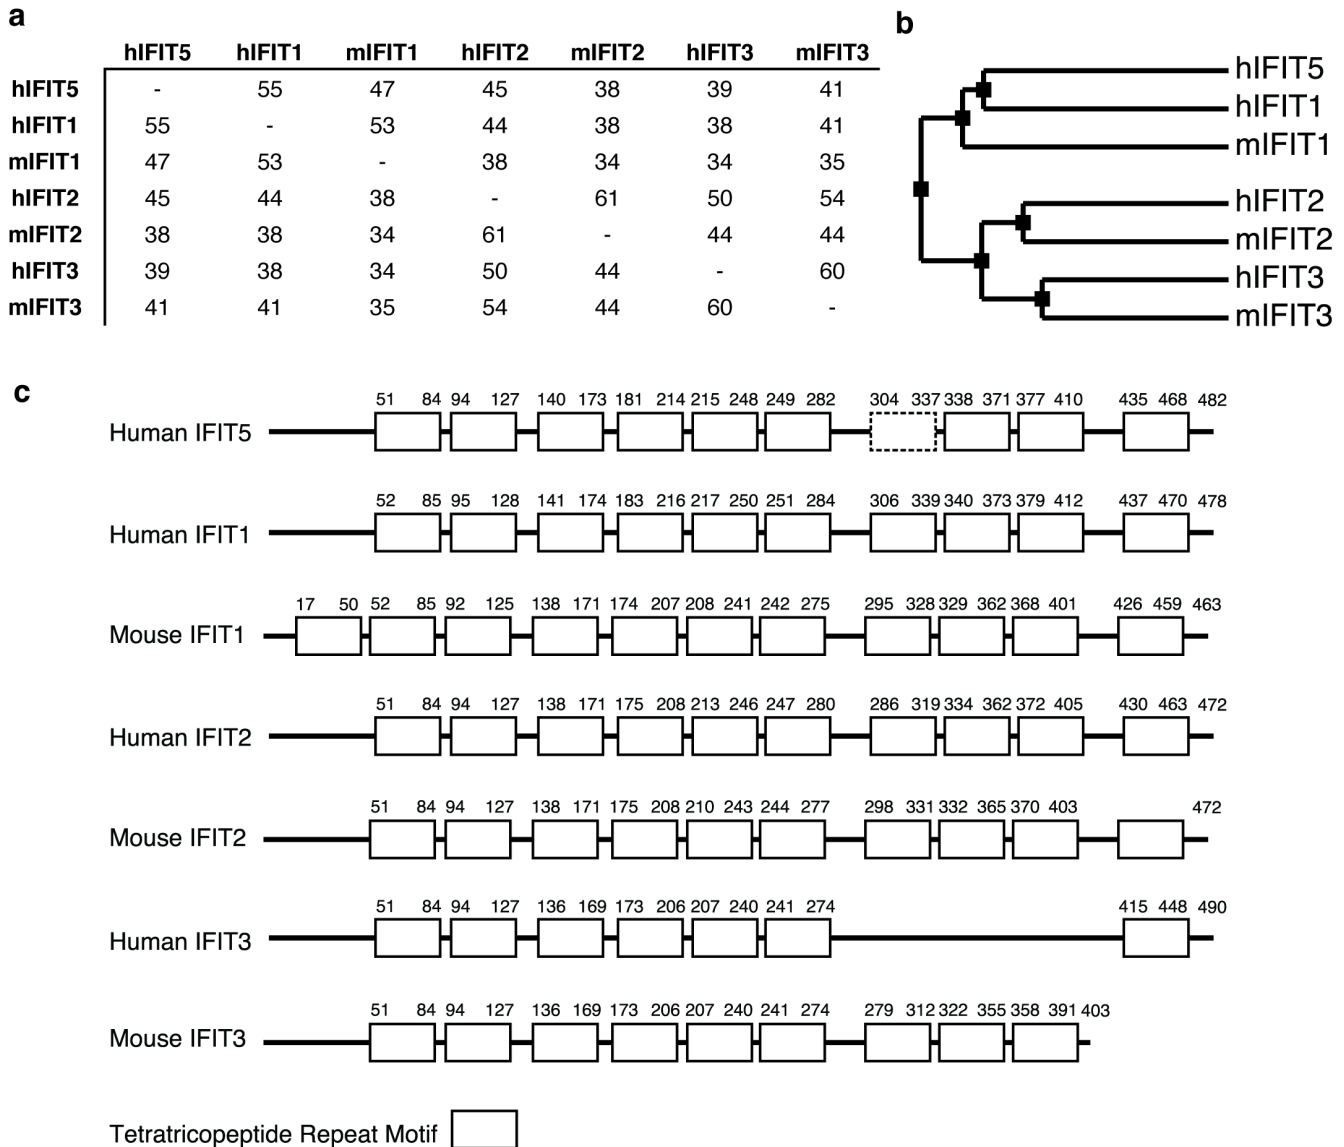 a
hIFIT5 hIFIT1 mIFIT1 hIFIT2 mIFIT2 hIFIT3 mIFIT3
hIFIT5 - 55 47 45 38 39 41
hIFIT1 55 - 53 44 38 38 41
mIFIT1 47 53 - 38 34 34 35
hIFIT2 45 44 38 - 61 50 54
mIFIT2 38 38 34 61 - 44 44
hIFIT3 39 38 34 50 44 - 60
mIFIT3 41 41 35 54 44 60 -
b
hIFIT5
hIFIT1
mIFIT1
hIFIT2
mIFIT2
hIFIT3
mIFIT3
c
51 84 94 127 140 173 181 214 215 248 249 282 304 337 338 371 377 410 435 468 482
Human IFIT5
52 85 95 128 141 174 183 216 217 250 251 284 306 339 340 373 379 412 437 470 478
Human IFIT1
17 50 52 85 92 125 138 171 174 207 208 241 242 275 295 328 329 362 368 401 426 459 463
Mouse IFIT1
51 84 94 127 138 171 175 208 213 246 247 280 286 319 334 362 372 405 430 463 472
Human IFIT2
51 84 94 127 138 171 175 208 210 243 244 277 298 331 332 365 370 403 472
Mouse IFIT2
51 84 94 127 136 169 173 206 207 240 241 274 415 448 490
Human IFIT3
51 84 94 127 136 169 173 206 207 240 241 274 279 312 322 355 358 391 403
Mouse IFIT3
Tetratricopeptide Repeat Motif